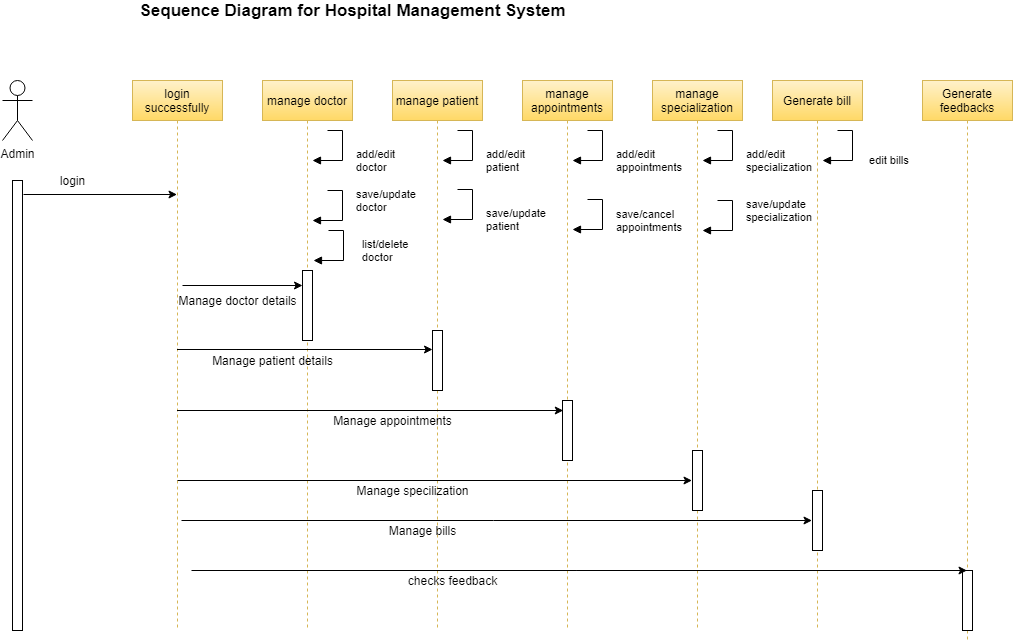 Sequence Diagram for Hospital Management System
login
successfully
manage doctor
manage patient
manage
appointments
manage
specialization
Generate bill
Generate
feedbacks
Admin
add/edit
doctor
add/edit
patient
add/edit
appointments
add/edit
specialization
edit bills
login
save/update
doctor
save/update
patient
save/cancel
appointments
save/update
specialization
list/delete
doctor
Manage doctor details
Manage patient details
Manage appointments
Manage specilization
Manage bills
checks feedback